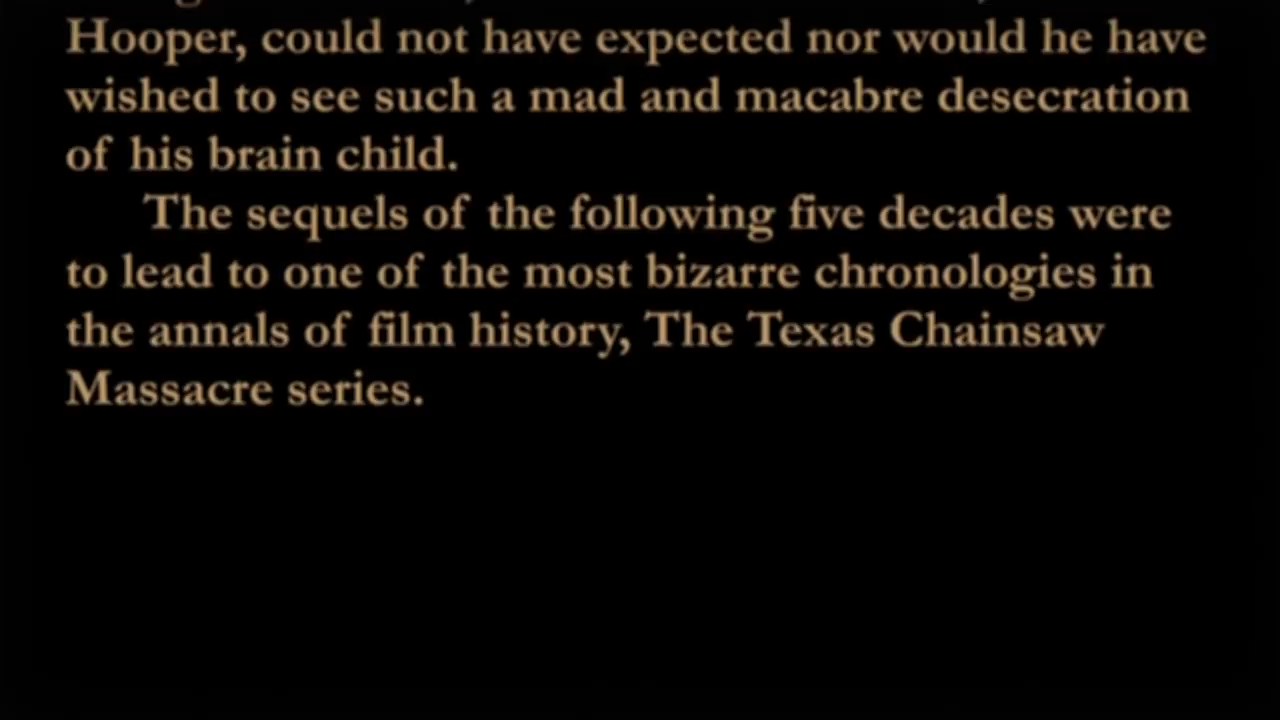 Hooper, could not have expected nor would he have
wished to see such a mad and macabre desecration
of his brain child.
The sequels of the following five decades were
to lead to one of the most bizarre chronologies in
the annals of film history, The Texas Chainsaw
Massacre series.